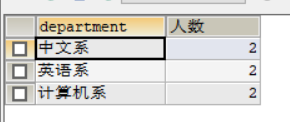 department 人数
中文系 2
英语系 2
计算机系 2